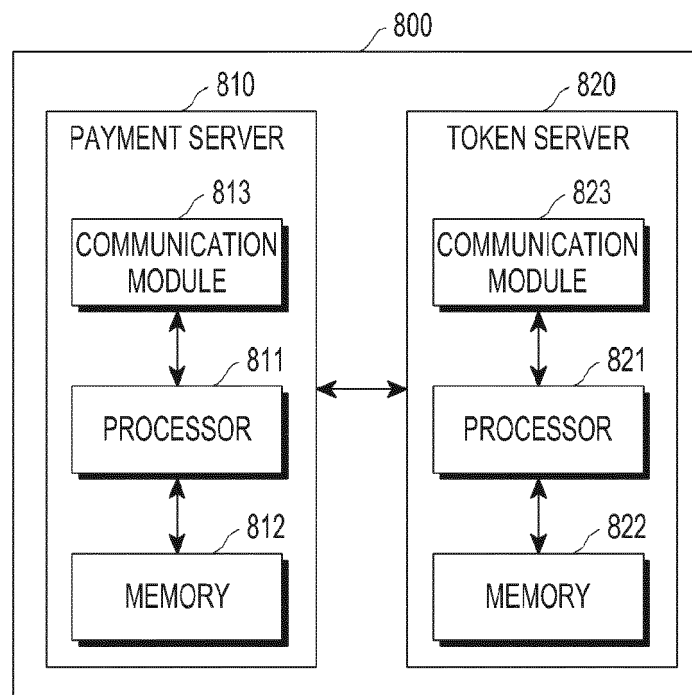 800
810
PAYMENT SERVER
813
COMMUNICATION
MODULE
811
PROCESSOR
812
MEMORY
820
TOKEN SERVER
823
COMMUNICATION
MODULE
821
PROCESSOR
822
MEMORY